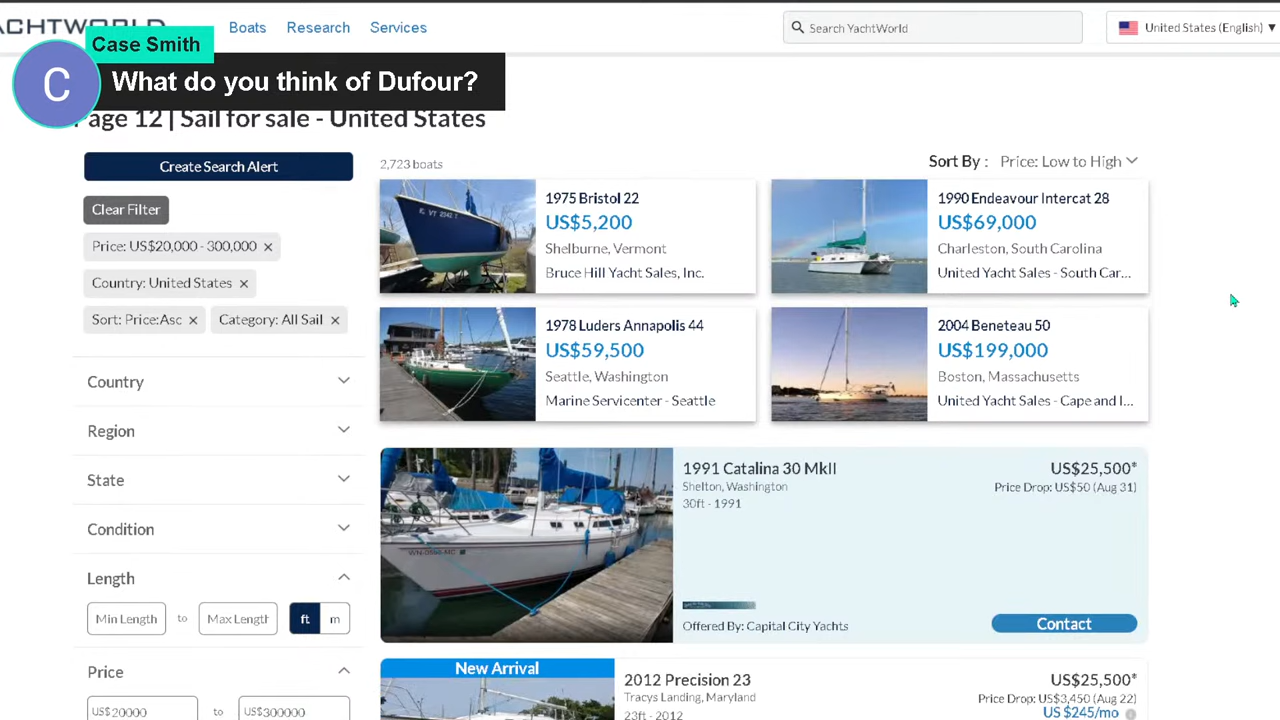 ACHTWORLD
Boats
Research
Services
Search YachtWorld
United States (English)
Case Smith
C
What do you think of Dufour?
Page 12 | Sail for sale - United States
Create Search Alert
Clear Filter
Price: US$20,000 - 300,000 ×
Country: United States ×
Sort: Price:Asc ×
Category: All Sail ×
Country
Region
State
Condition
Length
Min Length to Max Length ft m
Price
US$20000 to US$300000
2,723 boats
Sort By : Price: Low to High
1975 Bristol 22
US$5,200
Shelburne, Vermont
Bruce Hill Yacht Sales, Inc.
1990 Endeavour Intercat 28
US$69,000
Charleston, South Carolina
United Yacht Sales - South Car...
1978 Luders Annapolis 44
US$59,500
Seattle, Washington
Marine Servicenter - Seattle
2004 Beneteau 50
US$199,000
Boston, Massachusetts
United Yacht Sales - Cape and I...
1991 Catalina 30 MkII
US$25,500*
Shelton, Washington
Price Drop: US$50 (Aug 31)
30ft - 1991
Offered By: Capital City Yachts
Contact
New Arrival
2012 Precision 23
US$25,500*
Tracys Landing, Maryland
Price Drop: US$3,450 (Aug 22)
23ft - 2012
US $245/mo